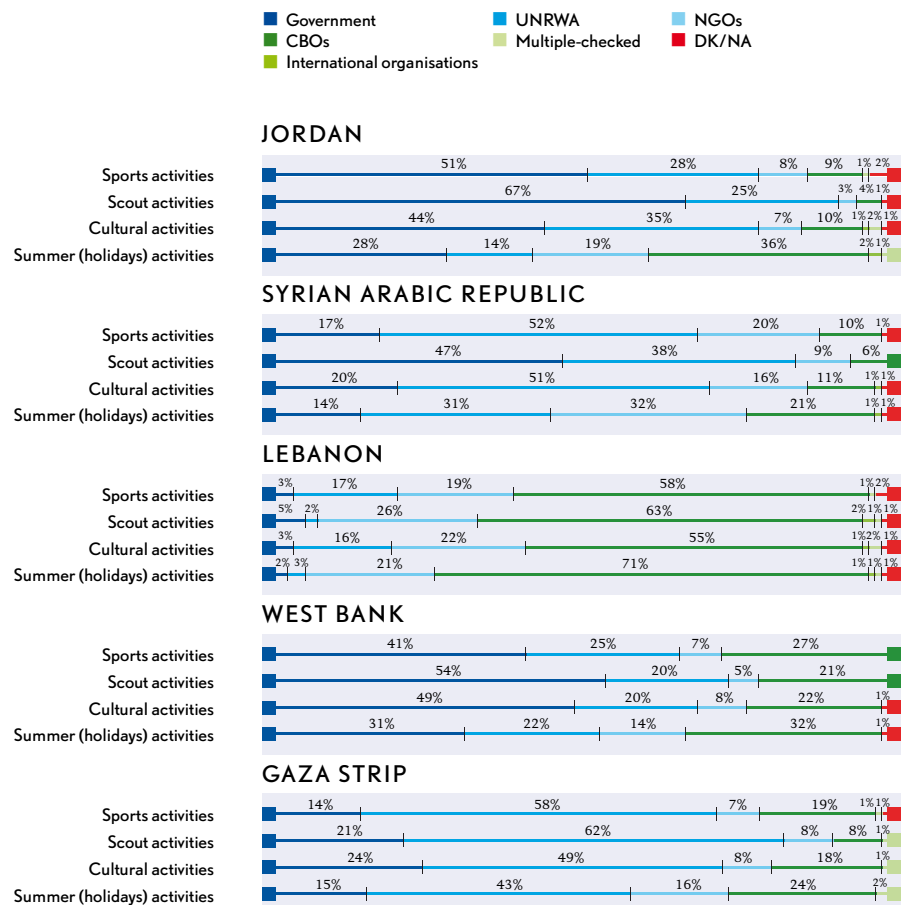 Government UNRWA NGOs
CBOs Multiple-checked DK/NA
International organisations
JORDAN
Sports activities 51% 28% 8% 9% 1% 2%
Scout activities 67% 25% 3% 4% 1%
Cultural activities 44% 35% 7% 10% 1% 2% 1%
Summer (holidays) activities 28% 14% 19% 36% 2% 1%
SYRIAN ARABIC REPUBLIC
Sports activities 17% 52% 20% 10% 1%
Scout activities 47% 38% 9% 6%
Cultural activities 20% 51% 16% 11% 1% 1%
Summer (holidays) activities 14% 31% 32% 21% 1% 1%
LEBANON
Sports activities 3% 17% 19% 58% 1% 2%
Scout activities 5% 2% 26% 63% 2% 1% 1%
Cultural activities 3% 16% 22% 55% 1% 2% 1%
Summer (holidays) activities 2% 3% 21% 71% 1% 1% 1%
WEST BANK
Sports activities 41% 25% 7% 27%
Scout activities 54% 20% 5% 21%
Cultural activities 49% 20% 8% 22% 1%
Summer (holidays) activities 31% 22% 14% 32% 1%
GAZA STRIP
Sports activities 14% 58% 7% 19% 1% 1%
Scout activities 21% 62% 8% 8% 1%
Cultural activities 24% 49% 8% 18% 1%
Summer (holidays) activities 15% 43% 16% 24% 2%